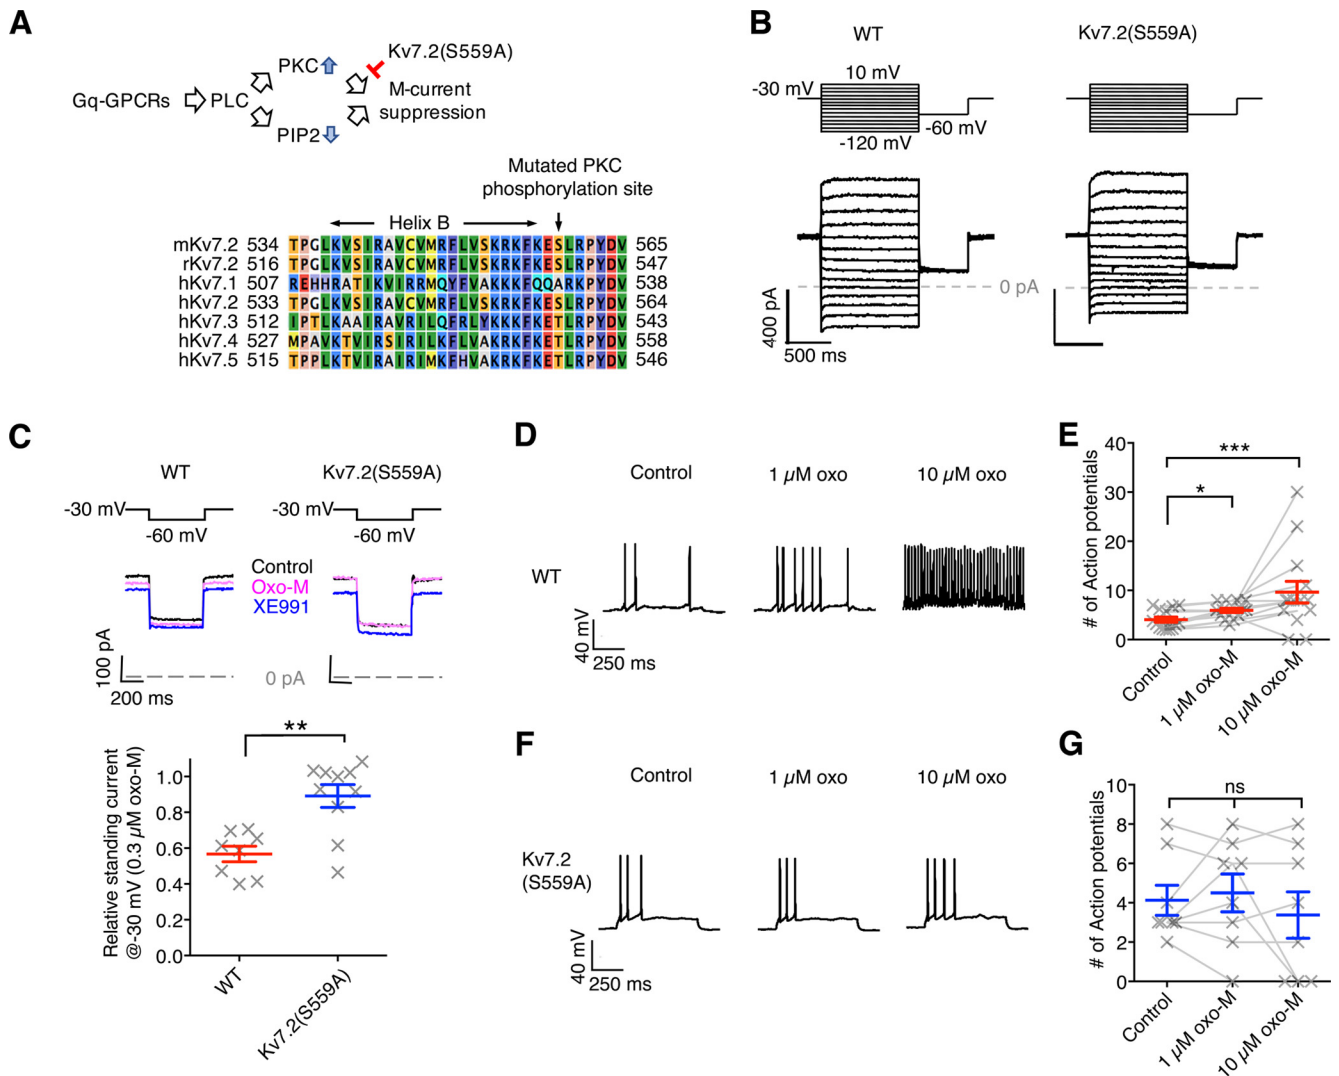 A
Kv7.2(S559A)
PKC
Gq-GPCRs
PLC
M-current
suppression
PIP2
Mutated PKC
phosphorylation site
Helix B
mKv7.2 534 TPGLKVSIRAVCVMRFLVSKRKFKESLRPYDV 565
rKv7.2 516 TPGLKVSIRAVCVMRFLVSKRKFKESLRPYDV 547
hKv7.1 507 REHHRATIKVIRRMQYFVAKKKFQQARKPYDV 538
hKv7.2 533 TPGLKVSIRAVCVMRFLVSKRKFKESLRPYDV 564
hKv7.3 512 IPTLKAAIRAVRILQFRLYKKKFKETLRPYDV 543
hKv7.4 527 MPAVKTVIRSIRILKFLVAKRKFKETLRPYDV 558
hKv7.5 515 TPPLKTVIRAIRIMKFHVAKRKFKETLRPYDV 546
B
WT
Kv7.2(S559A)
10 mV
-30 mV
-60 mV
-120 mV
0 pA
400 pA
500 ms
C
WT
Kv7.2(S559A)
-30 mV
-60 mV
-30 mV
-60 mV
Control
Oxo-M
XE991
100 pA
200 ms
0 pA
**
Relative standing current
@-30 mV (0.3 µM oxo-M)
1.0
0.8
0.6
0.4
0.2
0.0
WT
Kv7.2(S559A)
D
Control
1 µM oxo
10 µM oxo
WT
40 mV
250 ms
E
# of Action potentials
40
30
20
10
0
***
*
Control
1 µM oxo-M
10 µM oxo-M
F
Control
1 µM oxo
10 µM oxo
Kv7.2
(S559A)
40 mV
250 ms
G
# of Action potentials
10
8
6
4
2
0
ns
Control
1 µM oxo-M
10 µM oxo-M